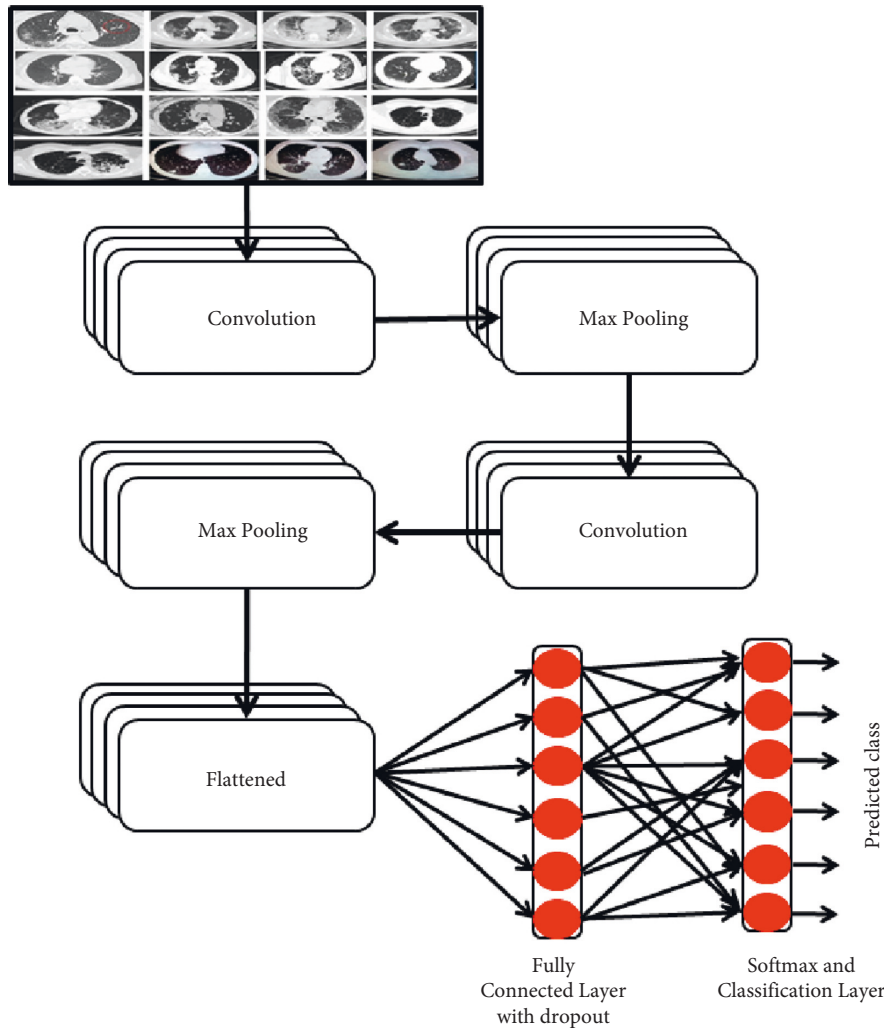 Convolution
Max Pooling
Max Pooling
Convolution
Flattened
Predicted class
Fully
Connected Layer
with dropout
Softmax and
Classification Layer